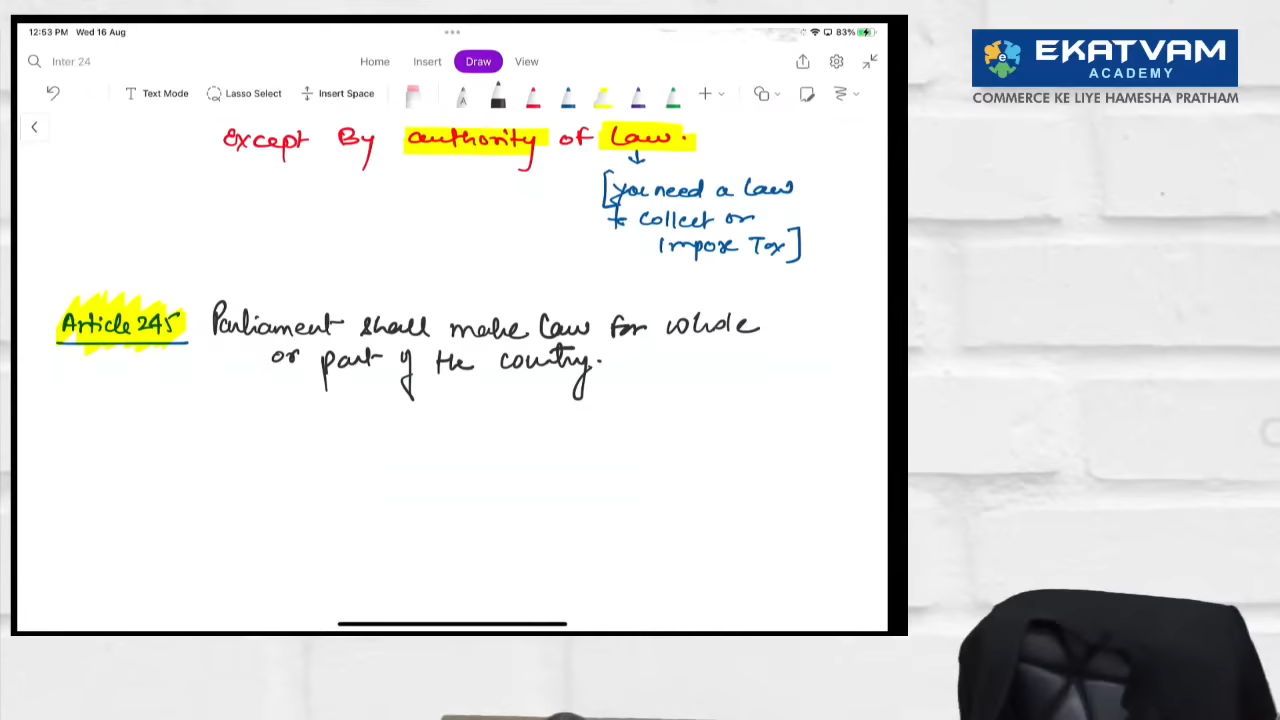 12:53 PM Wed 16 Aug
83%
Inter 24
Home Insert Draw View
Text Mode Lasso Select Insert Space
Except By authority of Law.
[you need a Law
to collect or
Impose Tax]
Article 245 Parliament shall make Law for whole
or part of the country.
EKATVAM
ACADEMY
COMMERCE KE LIYE HAMESHA PRATHAM